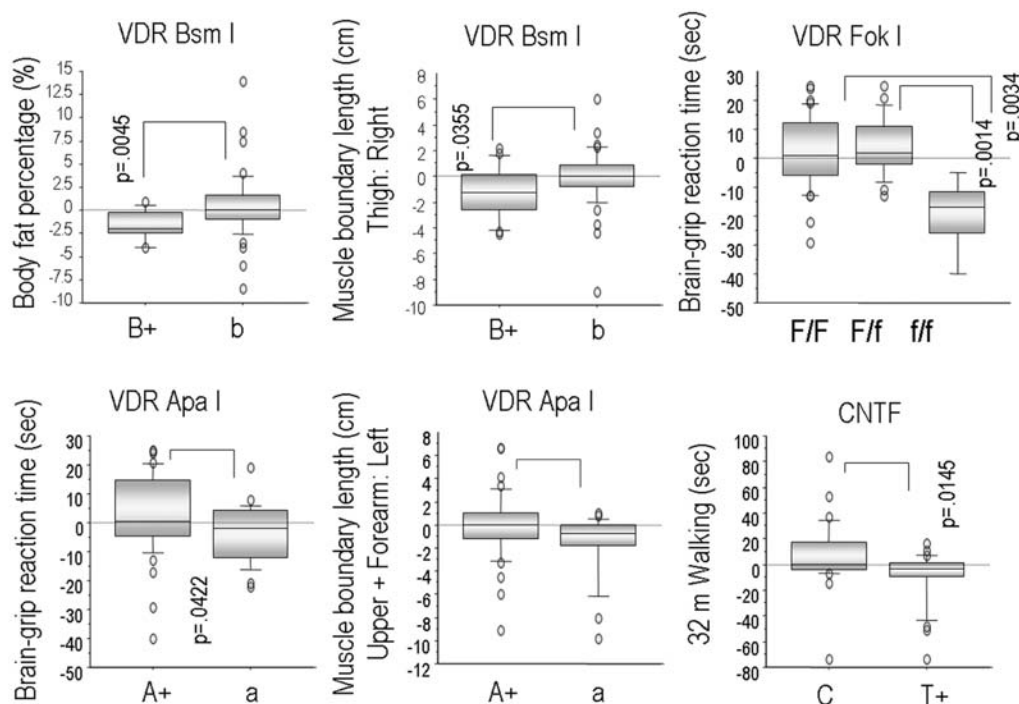 VDR Bsm I
Body fat percentage (%)
15
12.5
10
7.5
5
2.5
0
-2.5
-5
-7.5
-10
p=.0045
B+ b
VDR Bsm I
Muscle boundary length (cm)
Thigh: Right
8
6
4
2
0
-2
-4
-6
-8
-10
p=.0355
B+ b
VDR Fok I
Brain-grip reaction time (sec)
30
20
10
0
-10
-20
-30
-40
-50
p=.0014
p=.0034
F/F F/f f/f
VDR Apa I
Brain-grip reaction time (sec)
30
20
10
0
-10
-20
-30
-40
-50
p=.0422
A+ a
VDR Apa I
Muscle boundary length (cm)
Upper + Forearm: Left
8
6
4
2
0
-2
-4
-6
-8
-10
-12
A+ a
CNTF
32 m Walking (sec)
100
80
60
40
20
0
-20
-40
-60
-80
p=.0145
C T+